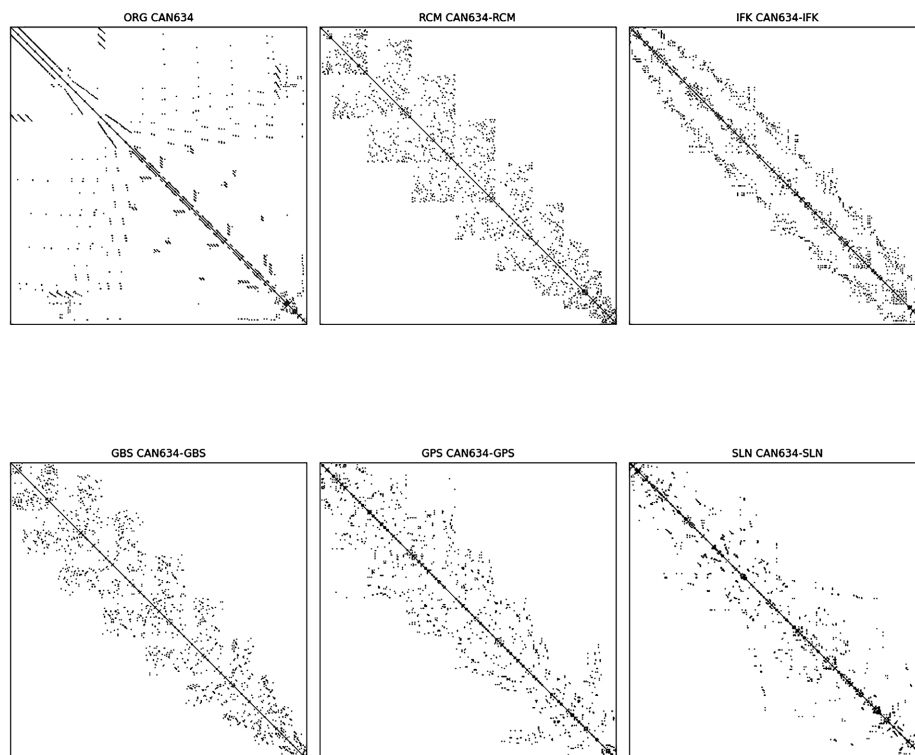 ORG CAN634
RCM CAN634-RCM
IFK CAN634-IFK
GBS CAN634-GBS
GPS CAN634-GPS
SLN CAN634-SLN